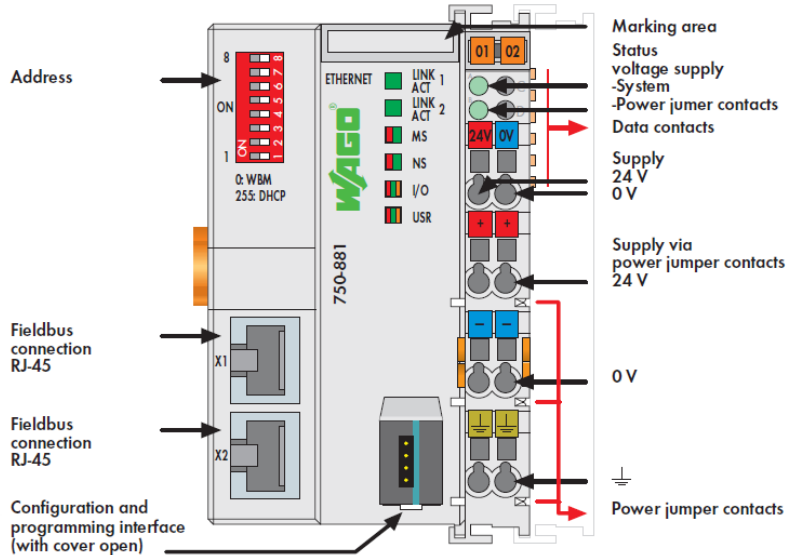 Address
Fieldbus
connection
RJ-45
Fieldbus
connection
RJ-45
Configuration and
programming interface
(with cover open)
8
ON
1
ON
1 2 3 4 5 6 7 8
0: WBM
255: DHCP
X1
X2
ETHERNET
LINK 1
ACT
LINK 2
ACT
MS
NS
I/O
USR
WAGO®
750-881
01 02
A
C
B
D
24V 0V
+ +
− −
Marking area
Status
voltage supply
-System
-Power jumer contacts
Data contacts
Supply
24 V
0 V
Supply via
power jumper contacts
24 V
0 V
Power jumper contacts